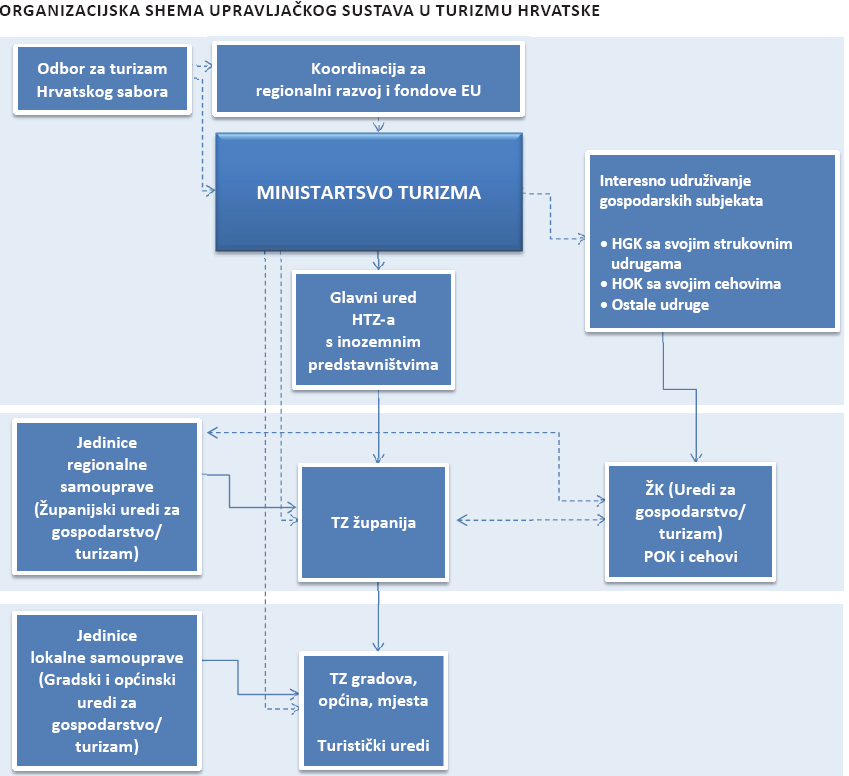 ORGANIZACIJSKA SHEMA UPRAVLJAČKOG SUSTAVA U TURIZMU HRVATSKE
Odbor za turizam
Hrvatskog sabora
Koordinacija za
regionalni razvoj i fondove EU
MINISTARTSVO TURIZMA
Interesno udruživanje
gospodarskih subjekata
• HGK sa svojim strukovnim
udrugama
• HOK sa svojim cehovima
• Ostale udruge
Glavni ured
HTZ-a
s inozemnim
predstavništvima
Jedinice
regionalne
samouprave
(Županijski uredi za
gospodarstvo/
turizam)
TZ županija
ŽK (Uredi za
gospodarstvo/
turizam)
POK i cehovi
Jedinice
lokalne samouprave
(Gradski i općinski
uredi za
gospodarstvo/
turizam)
TZ gradova,
općina, mjesta
Turistički uredi